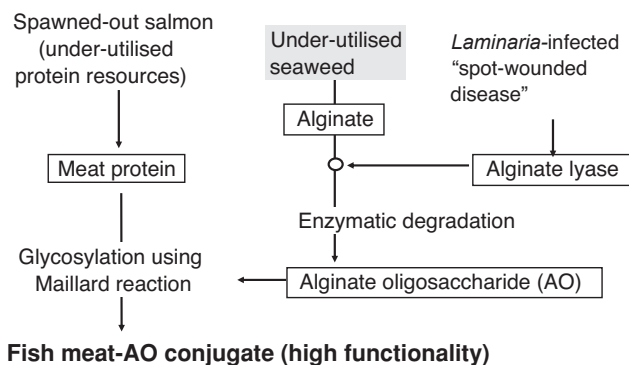 Spawned-out salmon
(under-utilised
protein resources)
Under-utilised
seaweed
Laminaria-infected
“spot-wounded
disease”
Alginate
Meat protein
Alginate lyase
Enzymatic degradation
Glycosylation using
Maillard reaction
Alginate oligosaccharide (AO)
Fish meat-AO conjugate (high functionality)